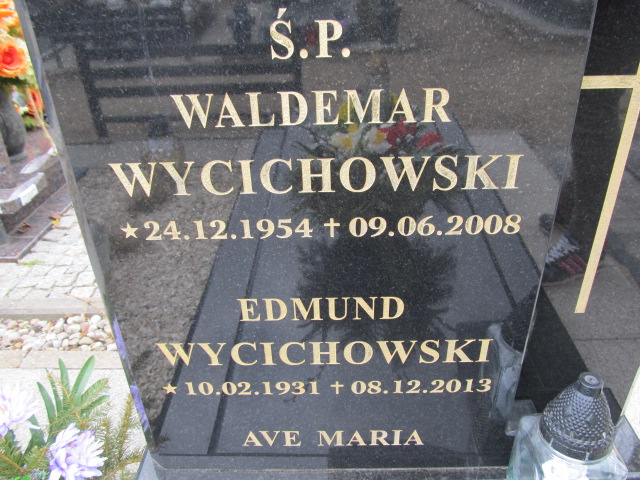 Ś.P.
WALDEMAR
WYCICHOWSKI
★24.12.1954 ✝ 09.06.2008
EDMUND
WYCICHOWSKI
★10.02.1931 ✝ 08.12.2013
AVE MARIA